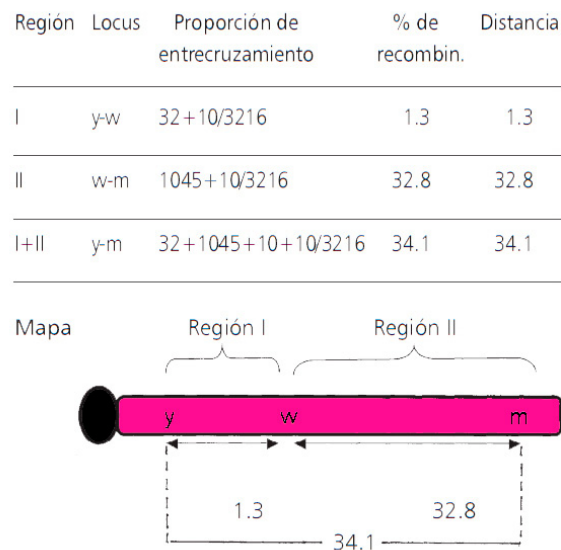 Región Locus Proporción de % de Distancia
entrecruzamiento recombin.
I y-w 32+10/3216 1.3 1.3
II w-m 1045+10/3216 32.8 32.8
I+II y-m 32+1045+10+10/3216 34.1 34.1
Mapa Región I Región II
y w m
1.3 32.8
34.1